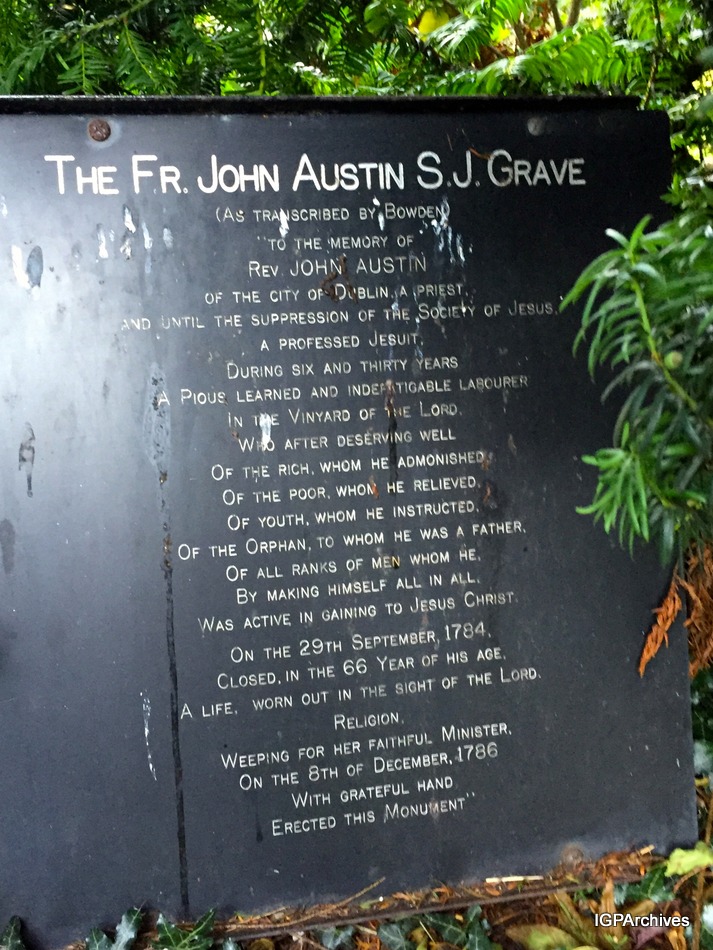 THE FR. JOHN AUSTIN S.J. GRAVE
(AS TRANSCRIBED BY BOWDEN)
"TO THE MEMORY OF
REV. JOHN AUSTIN
OF THE CITY OF DUBLIN, A PRIEST,
AND UNTIL THE SUPPRESSION OF THE SOCIETY OF JESUS,
A PROFESSED JESUIT.
DURING SIX AND THIRTY YEARS
A PIOUS LEARNED AND INDEFATIGABLE LABOURER
IN THE VINYARD OF THE LORD.
WHO AFTER DESERVING WELL
OF THE RICH, WHOM HE ADMONISHED,
OF THE POOR, WHOM HE RELIEVED,
OF YOUTH, WHOM HE INSTRUCTED,
OF THE ORPHAN, TO WHOM HE WAS A FATHER,
OF ALL RANKS OF MEN WHOM HE,
BY MAKING HIMSELF ALL IN ALL,
WAS ACTIVE IN GAINING TO JESUS CHRIST.
ON THE 29TH SEPTEMBER, 1784,
CLOSED, IN THE 66 YEAR OF HIS AGE,
A LIFE, WORN OUT IN THE SIGHT OF THE LORD.
RELIGION,
WEEPING FOR HER FAITHFUL MINISTER,
ON THE 8TH OF DECEMBER, 1786
WITH GRATEFUL HAND
ERECTED THIS MONUMENT"
IGPArchives